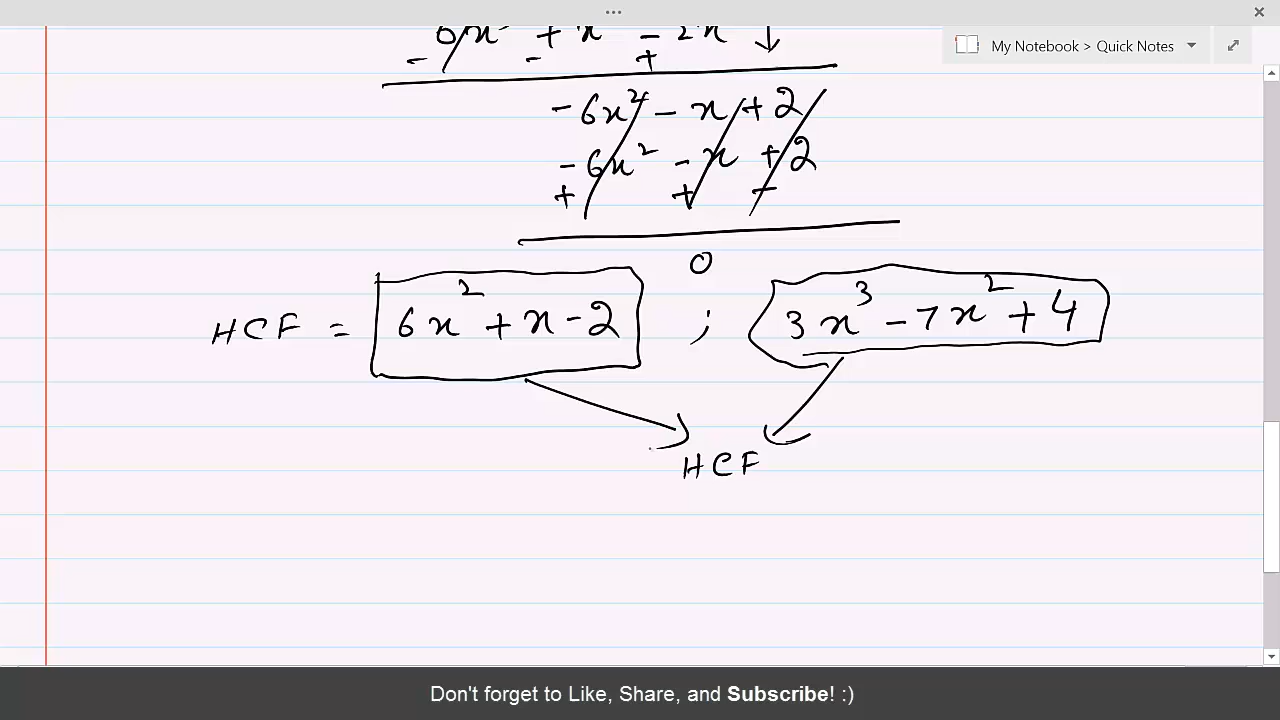 ...
My Notebook > Quick Notes
+ x - 2x
- - +
-6x² - x + 2
-6x² - x + 2
+ + -
0
HCF = 6x² + x - 2 ; 3x³ - 7x² + 4
HCF
Don't forget to Like, Share, and Subscribe! :)